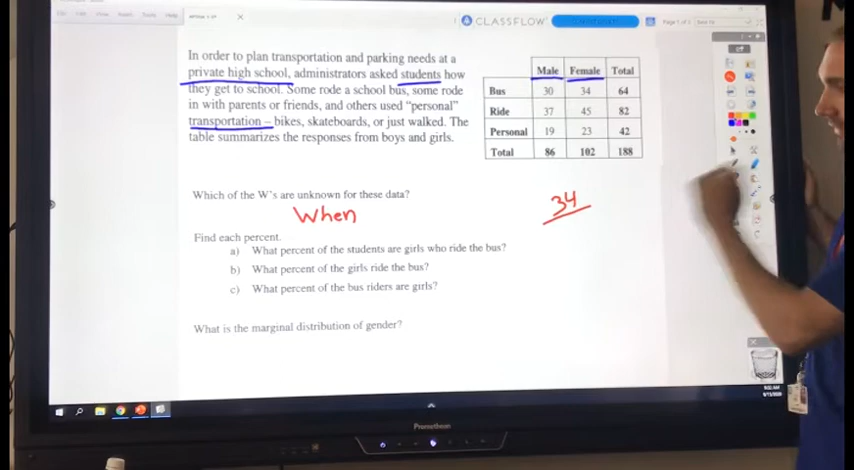 CLASSFLOW
In order to plan transportation and parking needs at a
private high school, administrators asked students how
they get to school. Some rode a school bus, some rode
in with parents or friends, and others used "personal"
transportation – bikes, skateboards, or just walked. The
table summarizes the responses from boys and girls.
Male Female Total
Bus 30 34 64
Ride 37 45 82
Personal 19 23 42
Total 86 102 188
Which of the W's are unknown for these data?
When
34
Find each percent.
a) What percent of the students are girls who ride the bus?
b) What percent of the girls ride the bus?
c) What percent of the bus riders are girls?
What is the marginal distribution of gender?
Promethean